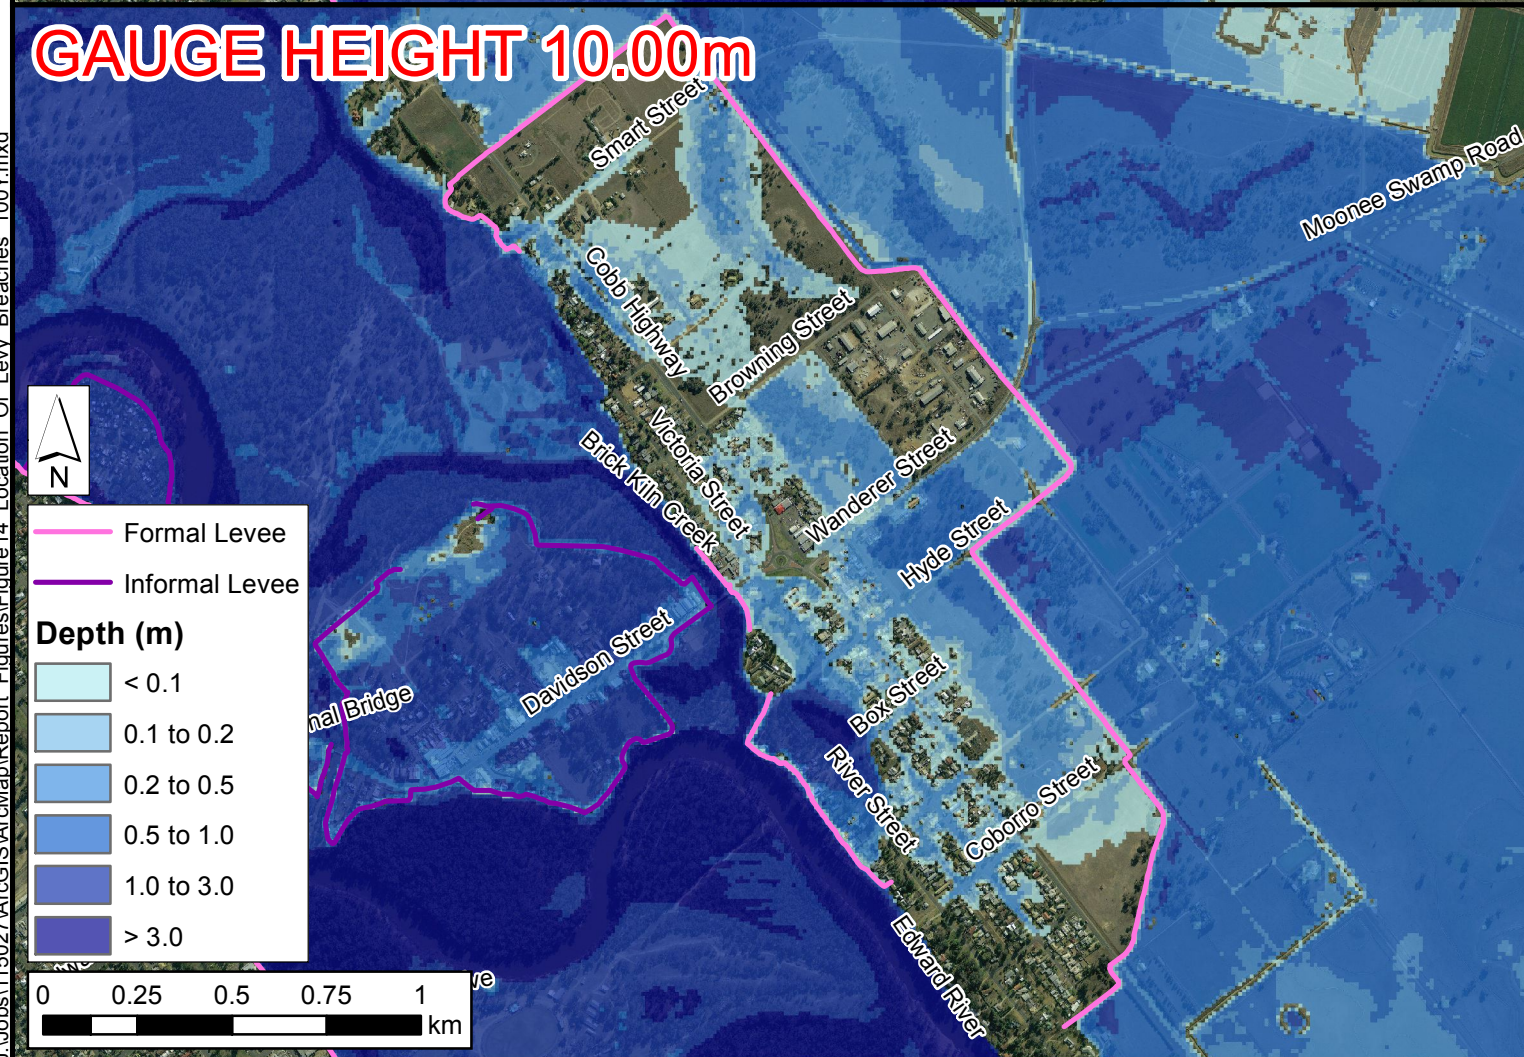 GAUGE HEIGHT 10.00m
Smart Street
Moonee Swamp Road
Cobb Highway
Browning Street
Victoria Street
Brick Kiln Creek
Wanderer Street
Hyde Street
Davidson Street
nal Bridge
Box Street
River Street
Coborro Street
Edward River
N
Formal Levee
Informal Levee
Depth (m)
< 0.1
0.1 to 0.2
0.2 to 0.5
0.5 to 1.0
1.0 to 3.0
> 3.0
ve
0 0.25 0.5 0.75 1
km